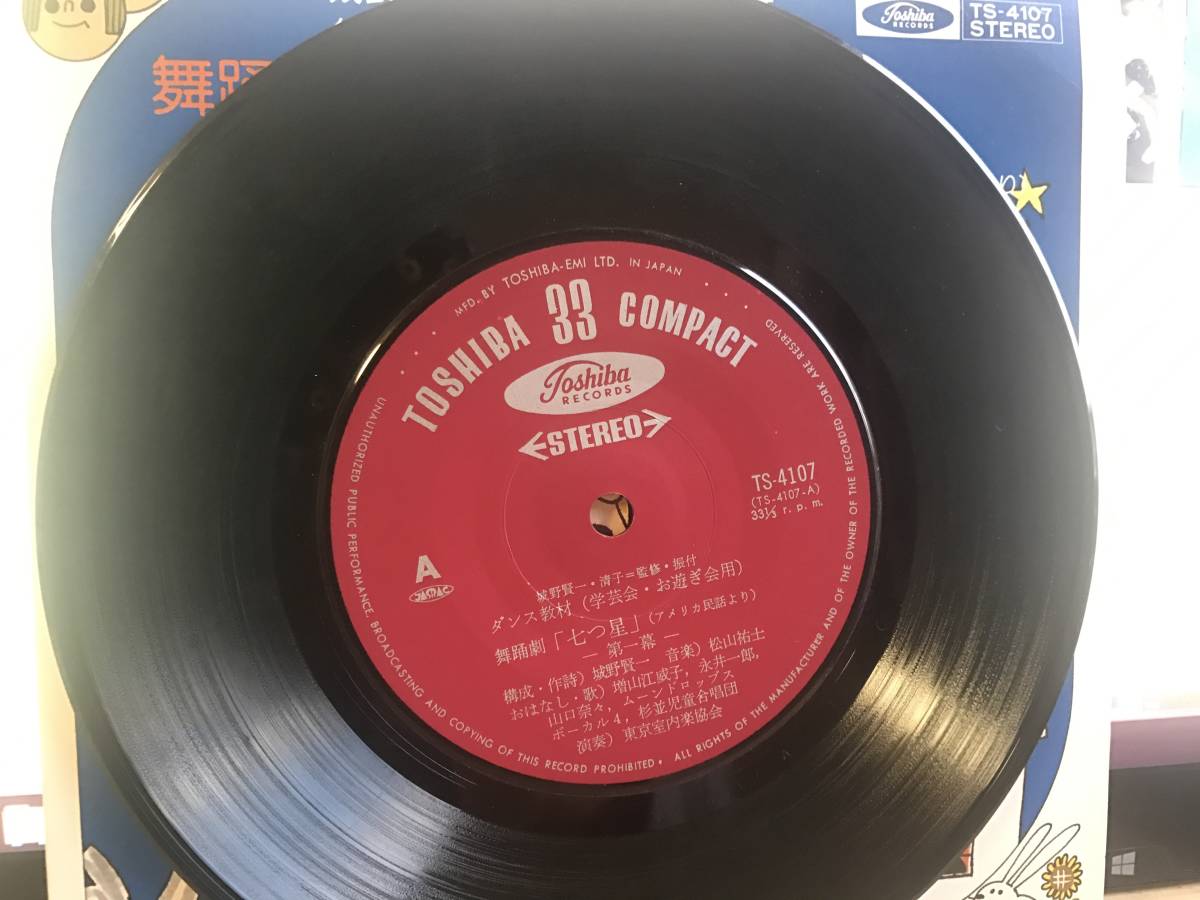 Toshiba
RECORDS
TS-4107
STEREO
舞踊
MFD. BY TOSHIBA-EMI LTD. IN JAPAN
TOSHIBA 33 COMPACT
Toshiba
RECORDS
STEREO
TS-4107
(TS-4107-A)
33 1/3 r.p.m.
A
JASRAC
城野賢一・清子=監修・振付
ダンス教材(学芸会・お遊ぎ会用)
舞踊劇「七つ星」(アメリカ民話より)
― 第一幕 ―
構成・作詩)城野賢一 音楽)松山祐士
おはなし・歌)増山江威子,永井一郎,
山口奈々,ムーンドロップス
ボーカル4,杉並児童合唱団
演奏)東京室内楽協会
UNAUTHORIZED PUBLIC PERFORMANCE, BROADCASTING AND COPYING OF THIS RECORD PROHIBITED • ALL RIGHTS OF THE MANUFACTURER AND OF THE OWNER OF THE RECORDED WORK ARE RESERVED